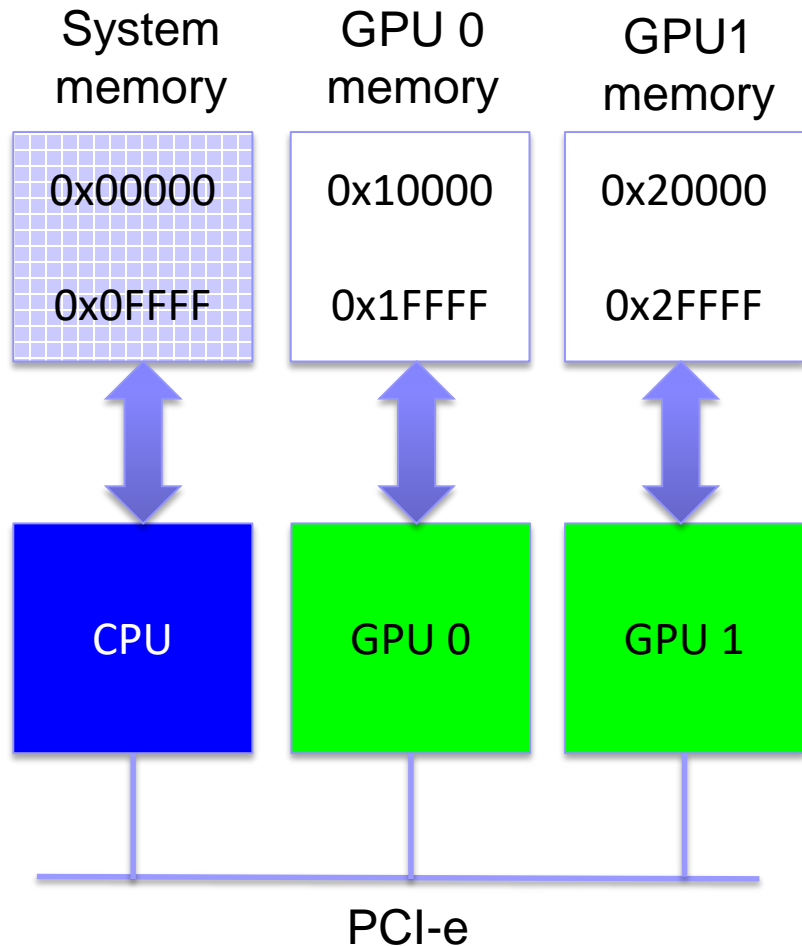 System
memory
GPU 0
memory
GPU1
memory
0x00000
0x10000
0x20000
0x0FFFF
0x1FFFF
0x2FFFF
CPU
GPU 0
GPU 1
PCI-e